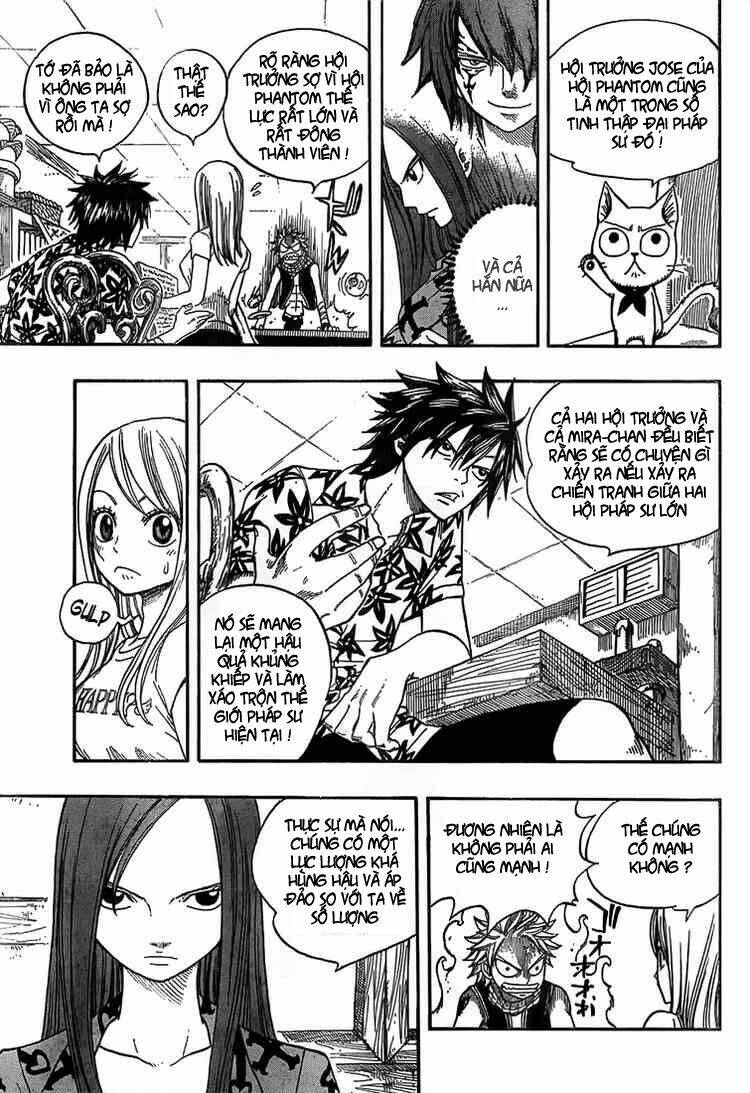 HỘI TRƯỞNG JOSE CỦA
HỘI PHANTOM CŨNG
LÀ MỘT TRONG SỐ
TINH THẬP ĐẠI PHÁP
SƯ ĐÓ !
VÀ CẢ
HẮN NỮA
...
RÕ RÀNG HỘI
TRƯỞNG SỢ VÌ HỘI
PHANTOM THẾ
LỰC RẤT LỚN VÀ
RẤT ĐÔNG
THÀNH VIÊN !
THẬT
THẾ
SAO?
TỚ ĐÃ BẢO LÀ
KHÔNG PHẢI
VÌ ÔNG TA SỢ
RỒI MÀ !
CẢ HAI HỘI TRƯỞNG VÀ
CẢ MIRA-CHAN ĐỀU BIẾT
RẰNG SẼ CÓ CHUYỆN GÌ
XẢY RA NẾU XẢY RA
CHIẾN TRANH GIỮA HAI
HỘI PHÁP SƯ LỚN
NÓ SẼ MANG
LẠI MỘT HẬU
QUẢ KHỦNG
KHIẾP VÀ LÀM
XÁO TRỘN THẾ
GIỚI PHÁP SƯ
HIỆN TẠI !
GULP
HAPPINESS
THẾ CHÚNG
CÓ MẠNH
KHÔNG ?
ĐƯƠNG NHIÊN LÀ
KHÔNG PHẢI AI
CŨNG MẠNH !
ゴオオオオ
THỰC SỰ MÀ NÓI...
CHÚNG CÓ MỘT
LỰC LƯỢNG KHÁ
HÙNG HẬU VÀ ÁP
ĐẢO SO VỚI TA VỀ
SỐ LƯỢNG